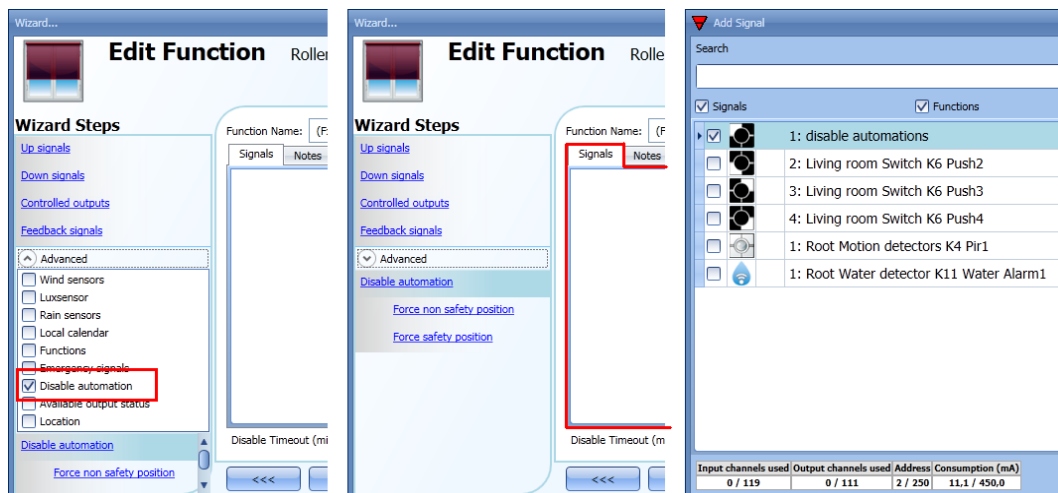 Wizard...
Edit Function Roller
Wizard Steps
Up signals
Down signals
Controlled outputs
Feedback signals
Advanced
Wind sensors
Luxsensor
Rain sensors
Local calendar
Functions
Emergency signals
Disable automation
Available output status
Location
Disable automation
Force non safety position
Function Name: (F
Signals Notes
Disable Timeout (mi
<<<
Wizard...
Edit Function Rolle
Wizard Steps
Up signals
Down signals
Controlled outputs
Feedback signals
Advanced
Disable automation
Force non safety position
Force safety position
Function Name: (F
Signals Notes
Disable Timeout (m
<<<
Add Signal
Search
Signals Functions
1: disable automations
2: Living room Switch K6 Push2
3: Living room Switch K6 Push3
4: Living room Switch K6 Push4
1: Root Motion detectors K4 Pir1
1: Root Water detector K11 Water Alarm1
Input channels used Output channels used Address Consumption (mA)
0 / 119 0 / 111 2 / 250 11,1 / 450,0